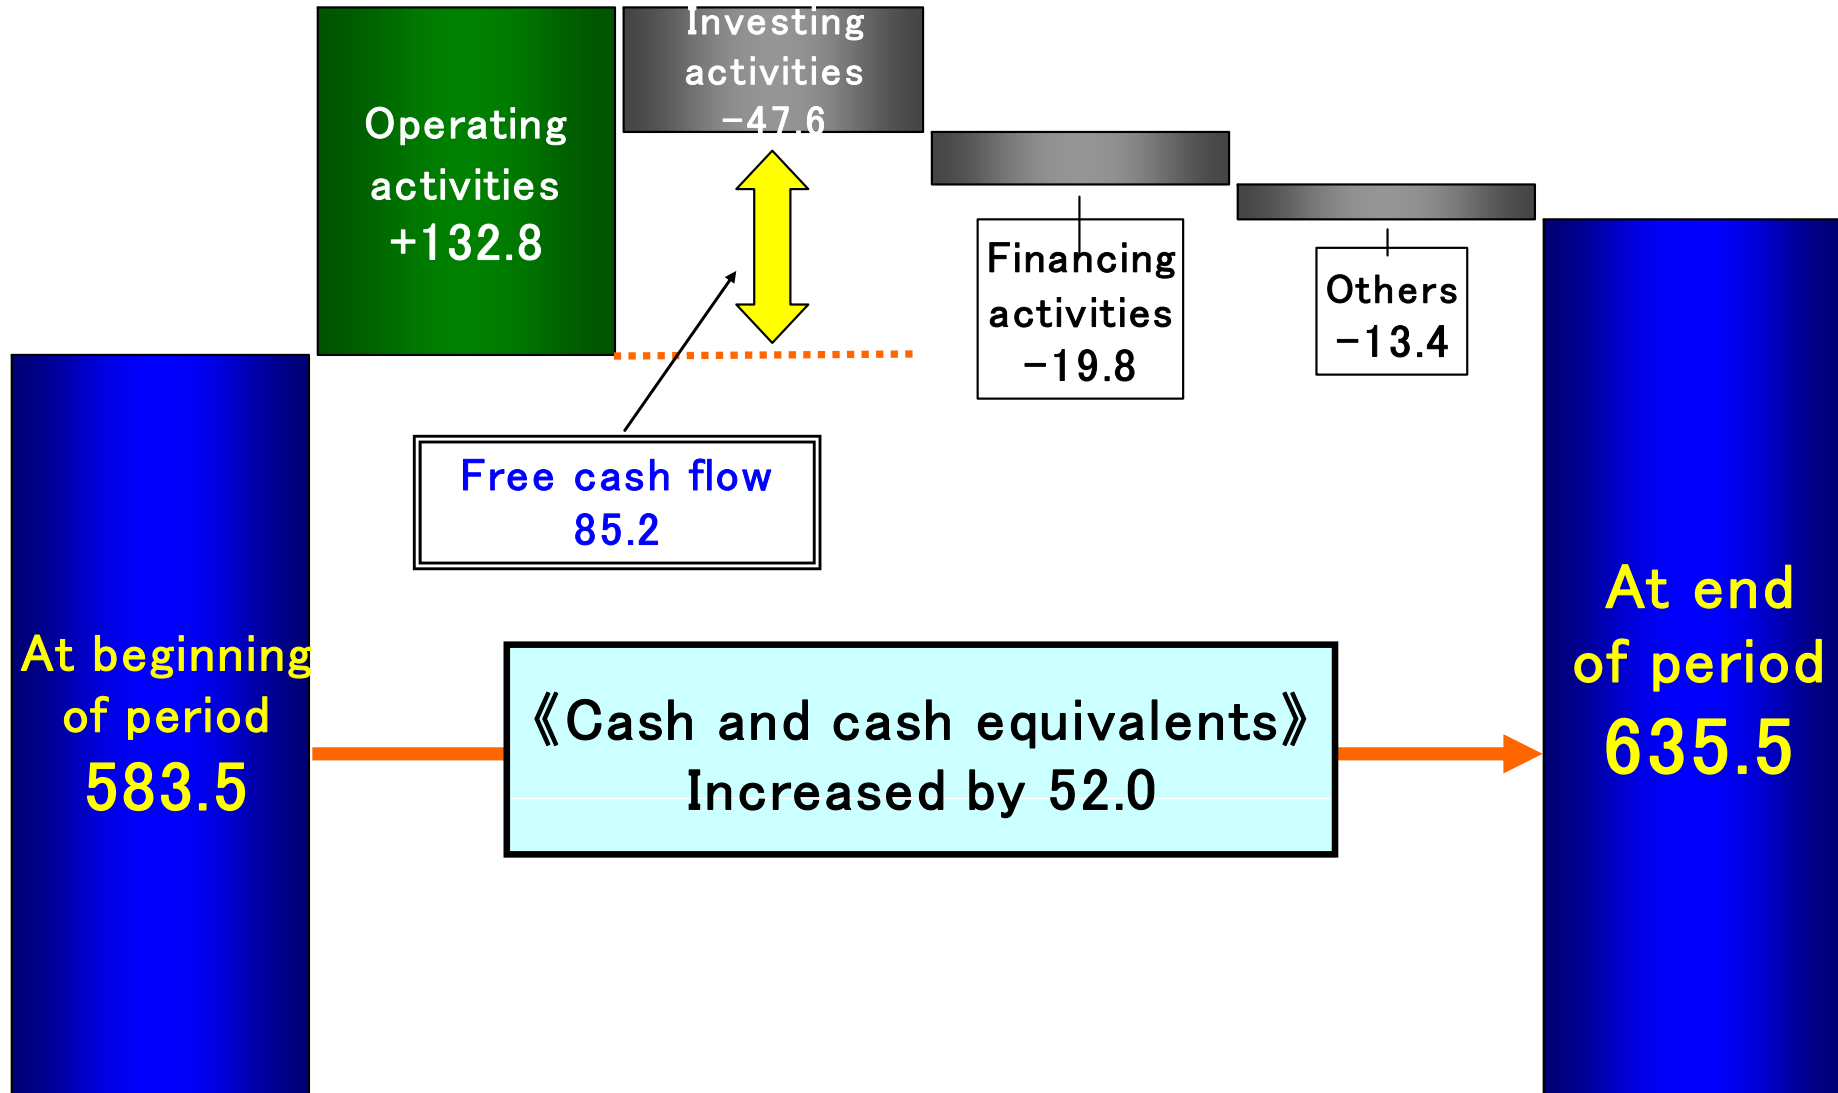 Operating
activities
+132.8
Investing
activities
−47.6
Financing
activities
−19.8
Others
−13.4
Free cash flow
85.2
At beginning
of period
583.5
《Cash and cash equivalents》
Increased by 52.0
At end
of period
635.5